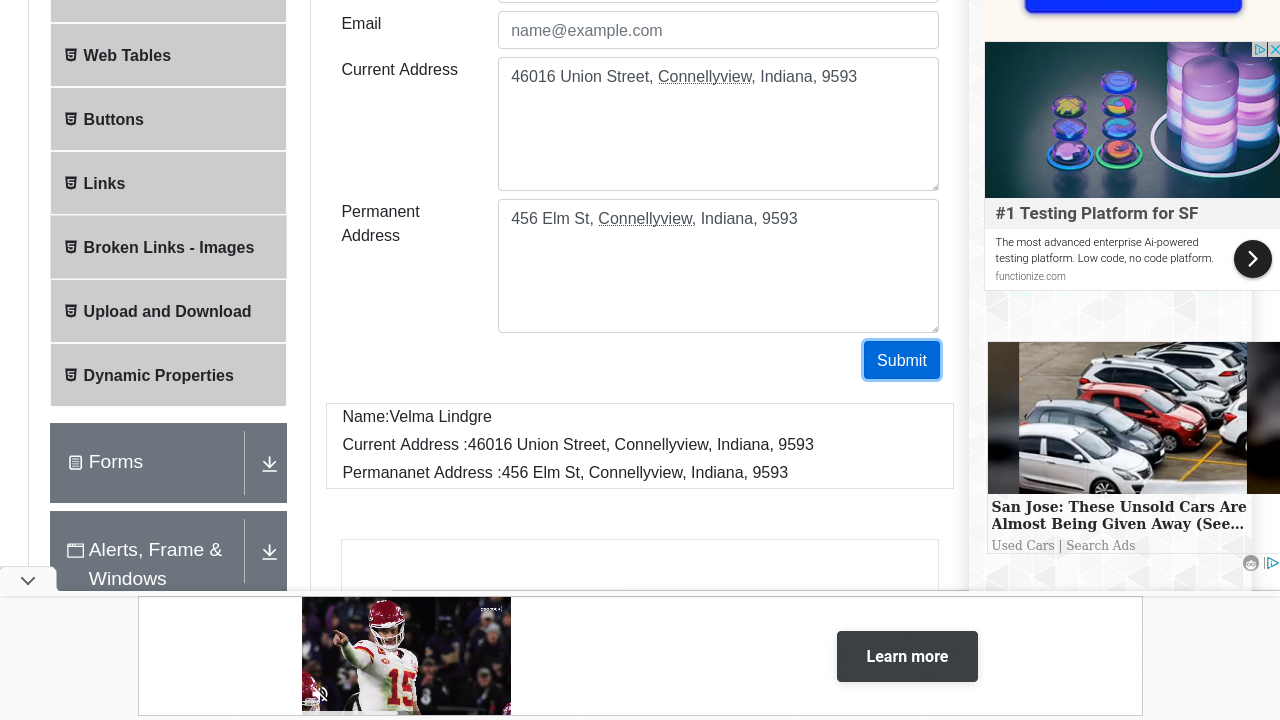 Email
name@example.com
Current Address
46016 Union Street, Connellyview, Indiana, 9593
Permanent
Address
456 Elm St, Connellyview, Indiana, 9593
Submit
Name:Velma Lindgre
Current Address :46016 Union Street, Connellyview, Indiana, 9593
Permananet Address :456 Elm St, Connellyview, Indiana, 9593
Web Tables
Buttons
Links
Broken Links - Images
Upload and Download
Dynamic Properties
Forms
Alerts, Frame &
Windows
#1 Testing Platform for SF
The most advanced enterprise Ai-powered
testing platform. Low code, no code platform.
functionize.com
San Jose: These Unsold Cars Are
Almost Being Given Away (See...
Used Cars | Search Ads
15
Learn more